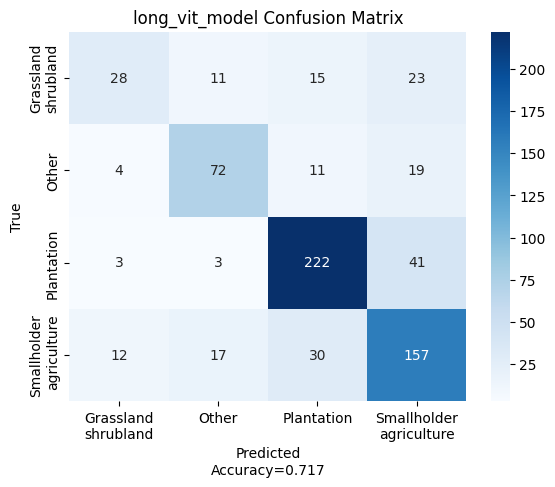 long_vit_model Confusion Matrix
Grassland
shrubland
28 11 15 23
Other
4 72 11 19
Plantation
3 3 222 41
Smallholder
agriculture
12 17 30 157
True
Grassland
shrubland
Other
Plantation
Smallholder
agriculture
Predicted
Accuracy=0.717
200
175
150
125
100
75
50
25